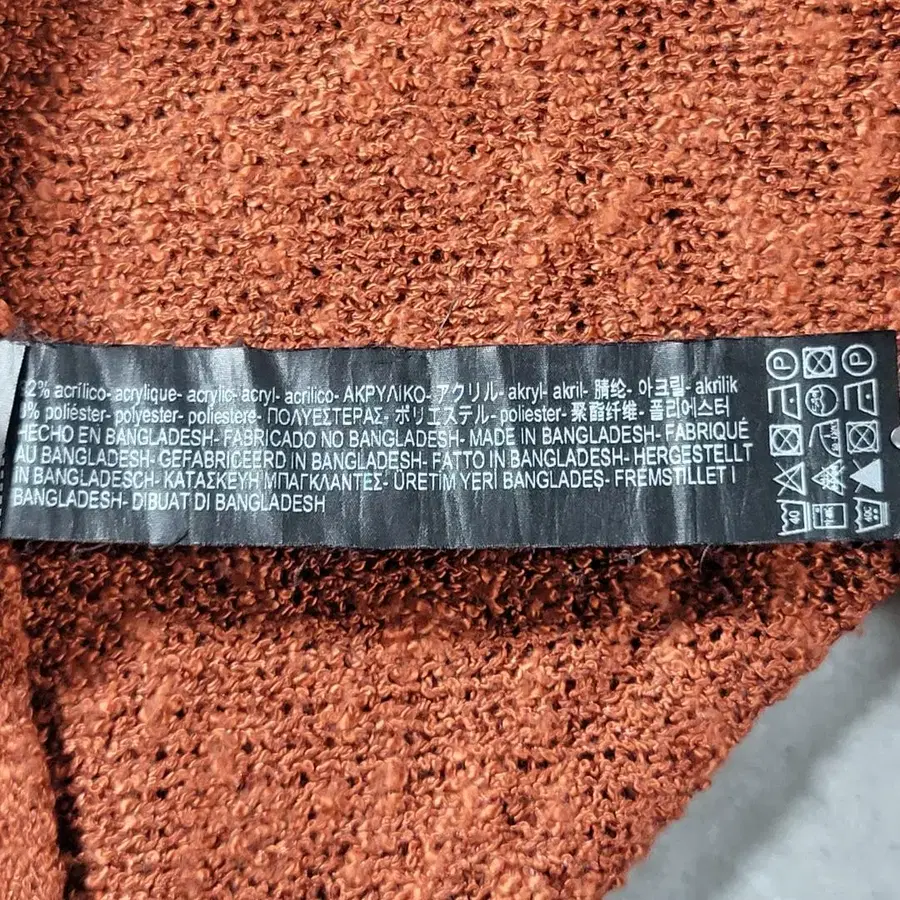 2% acrílico- acrylique- acrylic- acryl- acrilico- ΑΚΡΥΛΙΚΟ- アクリル- akryl- akril- 腈纶- 아크릴- akrilik
8% poliéster- polyester- poliestere- ΠΟΛΥΕΣΤΕΡΑΣ- ポリエステル- poliester- 聚酯纤维- 폴리에스터
HECHO EN BANGLADESH- FABRICADO NO BANGLADESH- MADE IN BANGLADESH- FABRIQUÉ
AU BANGLADESH- GEFABRICEERD IN BANGLADESH- FATTO IN BANGLADESH- HERGESTELLT
IN BANGLADESCH- ΚΑΤΑΣΚΕΥΗ ΜΠΑΓΚΛΑΝΤΕΣ- ÜRETIM YERI BANGLADEŞ- FREMSTILLET I
BANGLADESH- DIBUAT DI BANGLADESH
P P
40